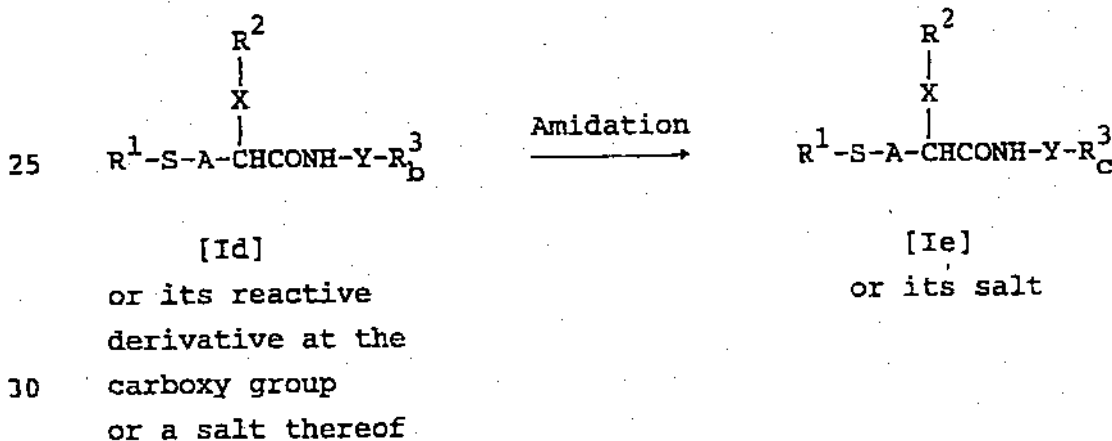 R² R²
| |
X Amidation X
| |
25 R¹-S-A-CHCONH-Y-R³b → R¹-S-A-CHCONH-Y-R³c
[Id] [Ie]
or its reactive or its salt
derivative at the
30 carboxy group
or a salt thereof